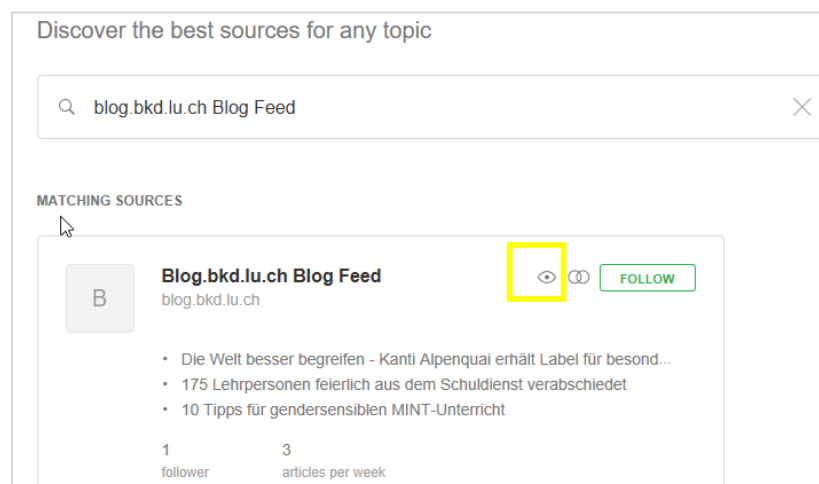 Discover the best sources for any topic
blog.bkd.lu.ch Blog Feed
MATCHING SOURCES
B
Blog.bkd.lu.ch Blog Feed
FOLLOW
blog.bkd.lu.ch
• Die Welt besser begreifen - Kanti Alpenquai erhält Label für besond...
• 175 Lehrpersonen feierlich aus dem Schuldienst verabschiedet
• 10 Tipps für gendersensiblen MINT-Unterricht
1 3
follower articles per week